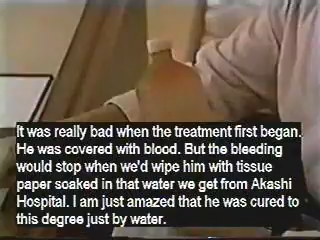 It was really bad when the treatment first began.
He was covered with blood. But the bleeding
would stop when we'd wipe him with tissue
paper soaked in that water we get from Akashi
Hospital. I am just amazed that he was cured to
this degree just by water.